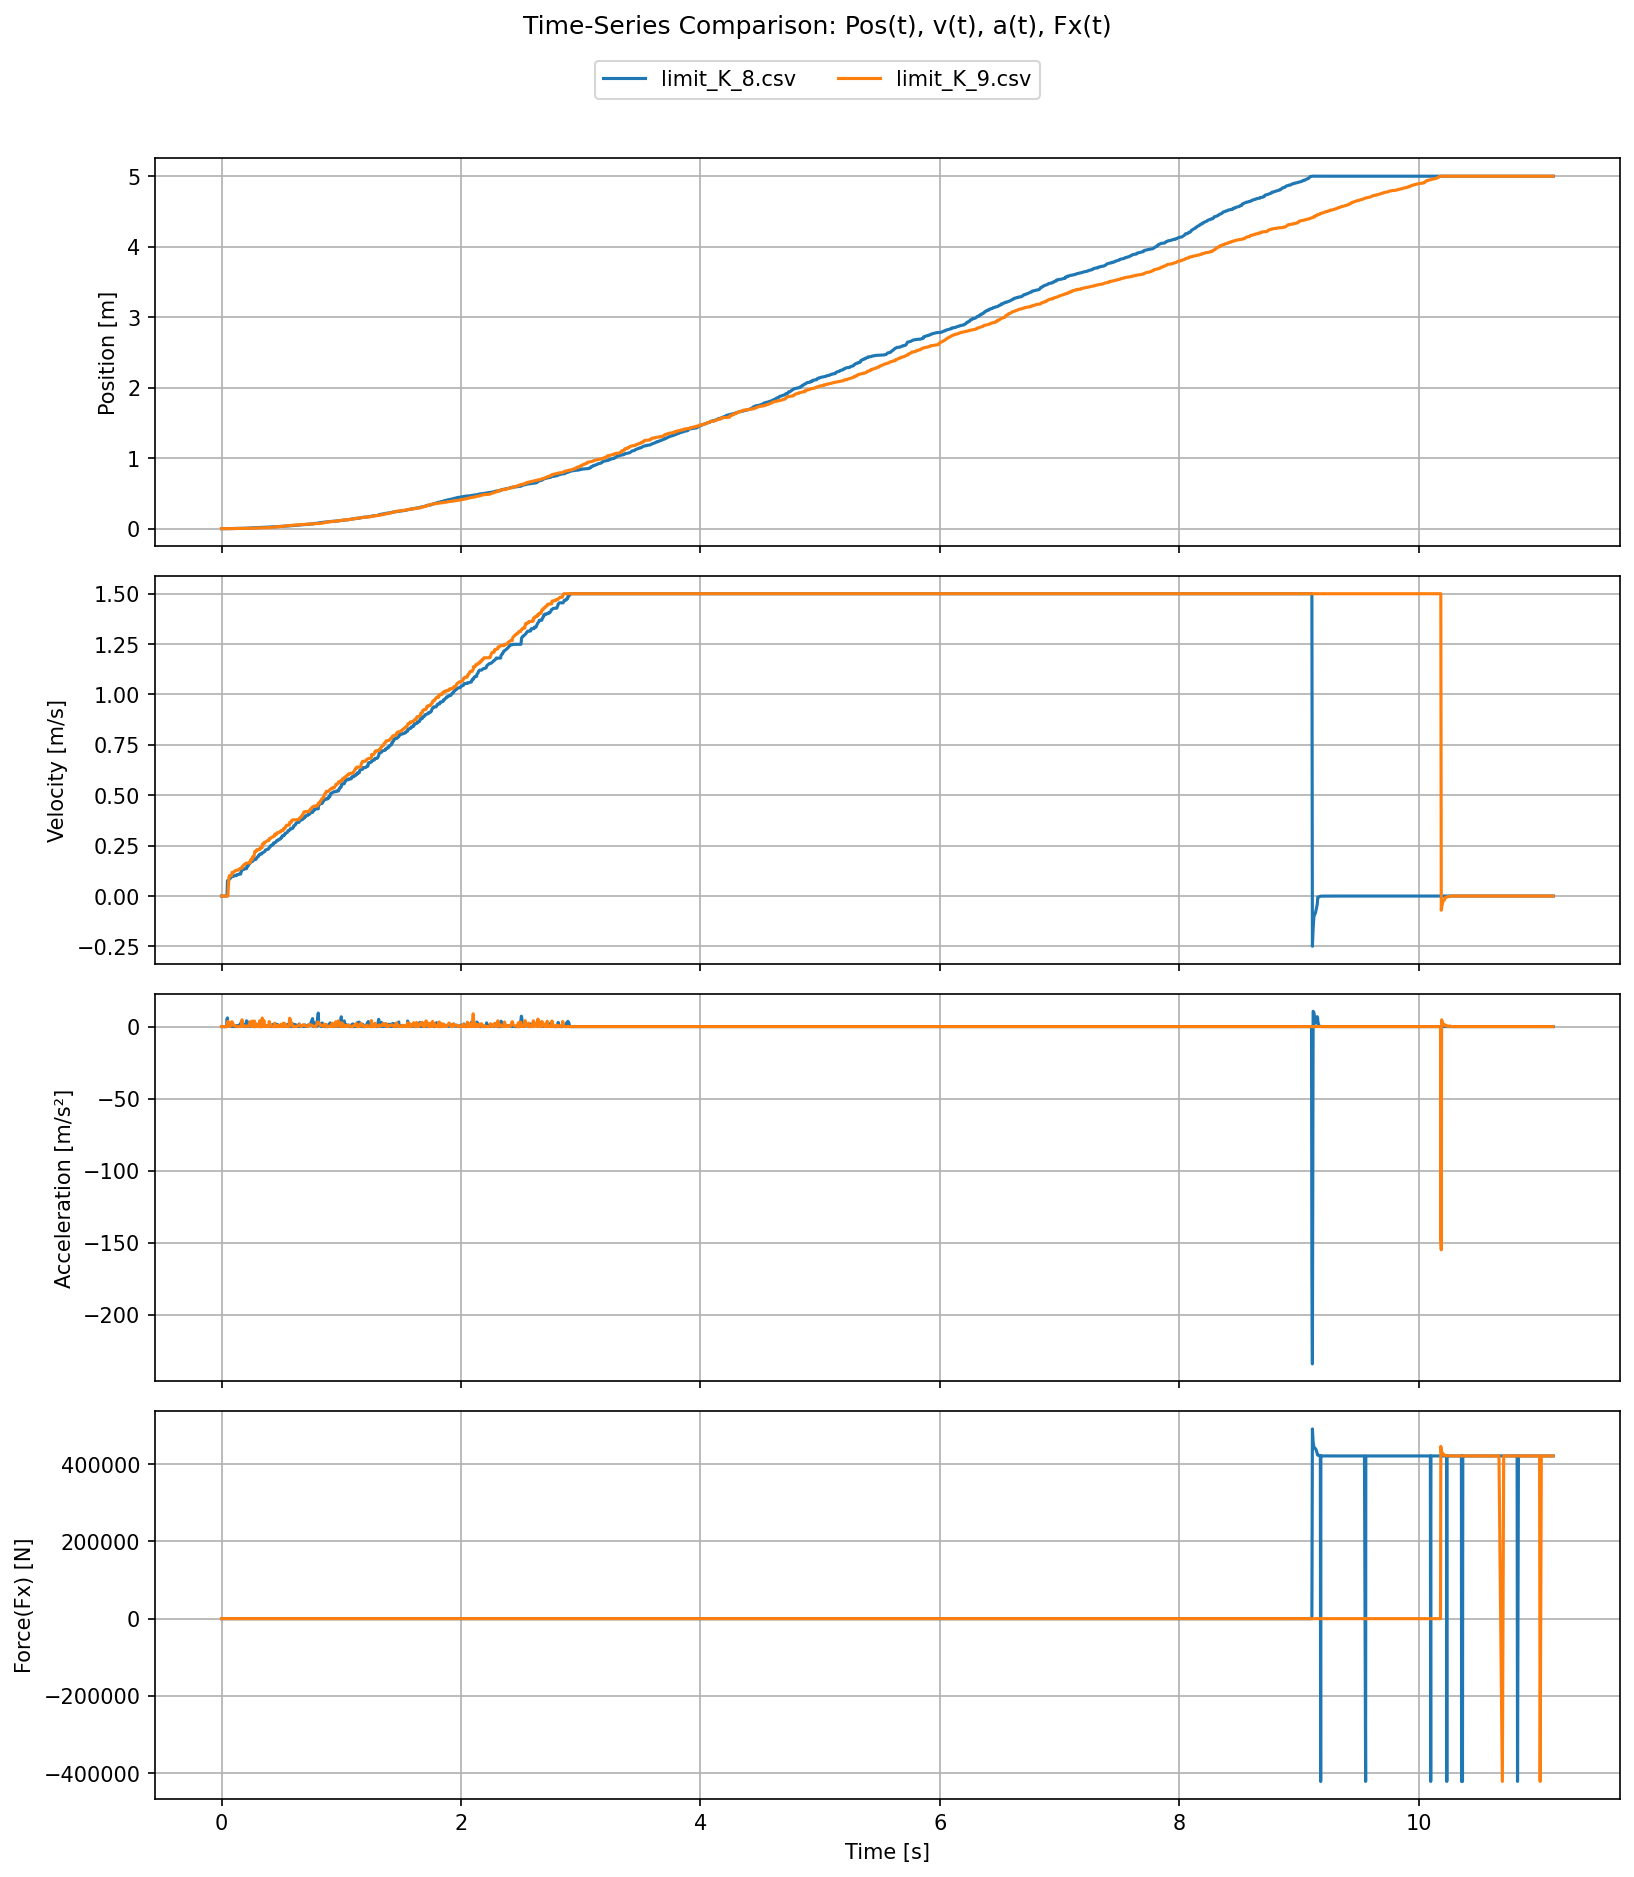 Time-Series Comparison: Pos(t), v(t), a(t), Fx(t)
limit_K_8.csv
limit_K_9.csv
5
4
3
2
1
0
Position [m]
1.50
1.25
1.00
0.75
0.50
0.25
0.00
−0.25
Velocity [m/s]
0
−50
−100
−150
−200
Acceleration [m/s²]
400000
200000
0
−200000
−400000
Force(Fx) [N]
0 2 4 6 8 10
Time [s]